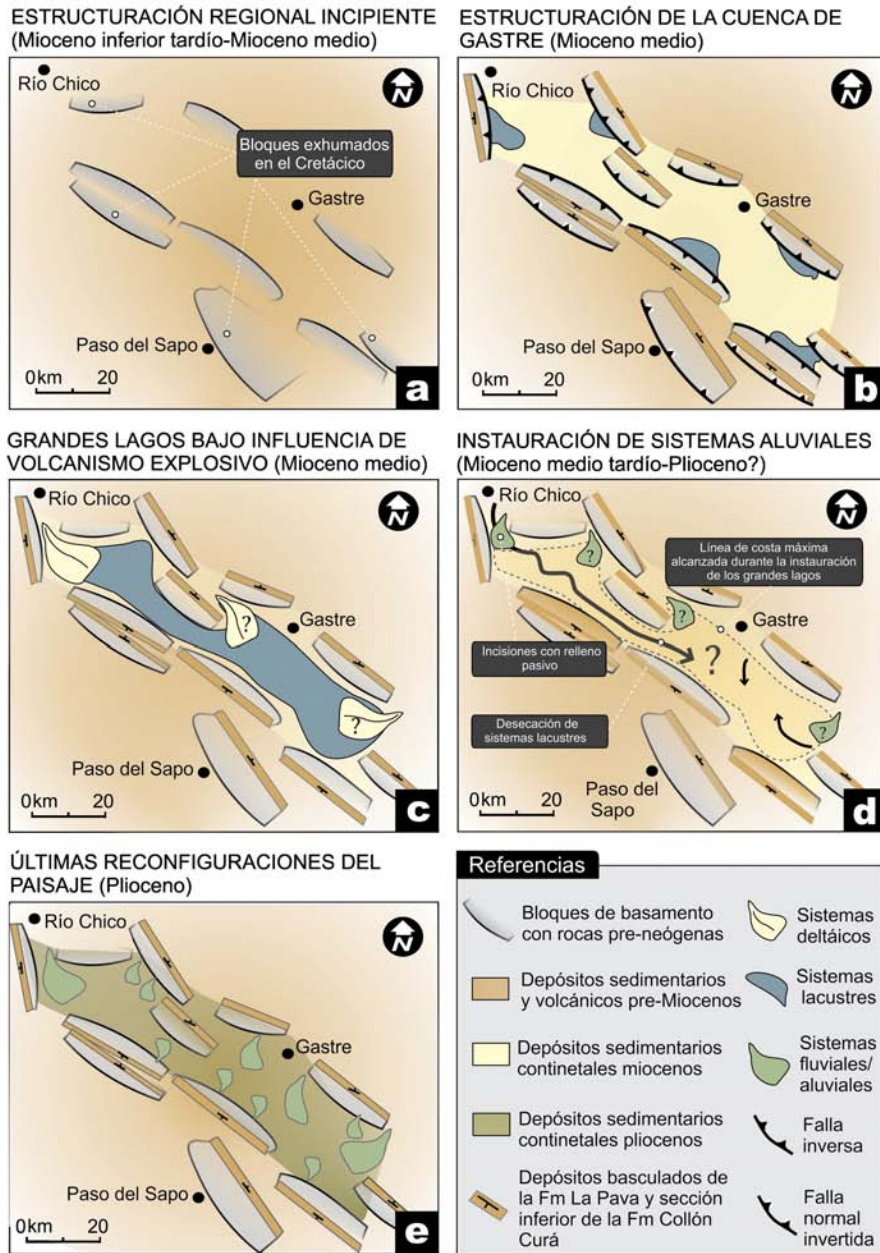 ESTRUCTURACIÓN REGIONAL INCIPIENTE
(Mioceno inferior tardío-Mioceno medio)
Río Chico
N
Bloques exhumados
en el Cretácico
Gastre
Paso del Sapo
0km 20
a
ESTRUCTURACIÓN DE LA CUENCA DE
GASTRE (Mioceno medio)
Río Chico
N
Gastre
Paso del Sapo
0km 20
b
GRANDES LAGOS BAJO INFLUENCIA DE
VOLCANISMO EXPLOSIVO (Mioceno medio)
Río Chico
N
?
Gastre
?
Paso del Sapo
0km 20
c
INSTAURACIÓN DE SISTEMAS ALUVIALES
(Mioceno medio tardío-Plioceno?)
Río Chico
N
?
Línea de costa máxima
alcanzada durante la instauración
de los grandes lagos
?
Gastre
Incisiones con relleno
pasivo
?
Desecación de
sistemas lacustres
?
Paso del
Sapo
0km 20
d
ÚLTIMAS RECONFIGURACIONES DEL
PAISAJE (Plioceno)
Río Chico
N
Gastre
Paso del Sapo
0km 20
e
Referencias
Bloques de basamento
con rocas pre-neógenas
Depósitos sedimentarios
y volcánicos pre-Miocenos
Depósitos sedimentarios
continetales miocenos
Depósitos sedimentarios
continetales pliocenos
Depósitos basculados de
la Fm La Pava y sección
inferior de la Fm Collón
Curá
Sistemas
deltáicos
Sistemas
lacustres
Sistemas
fluviales/
aluviales
Falla
inversa
Falla
normal
invertida